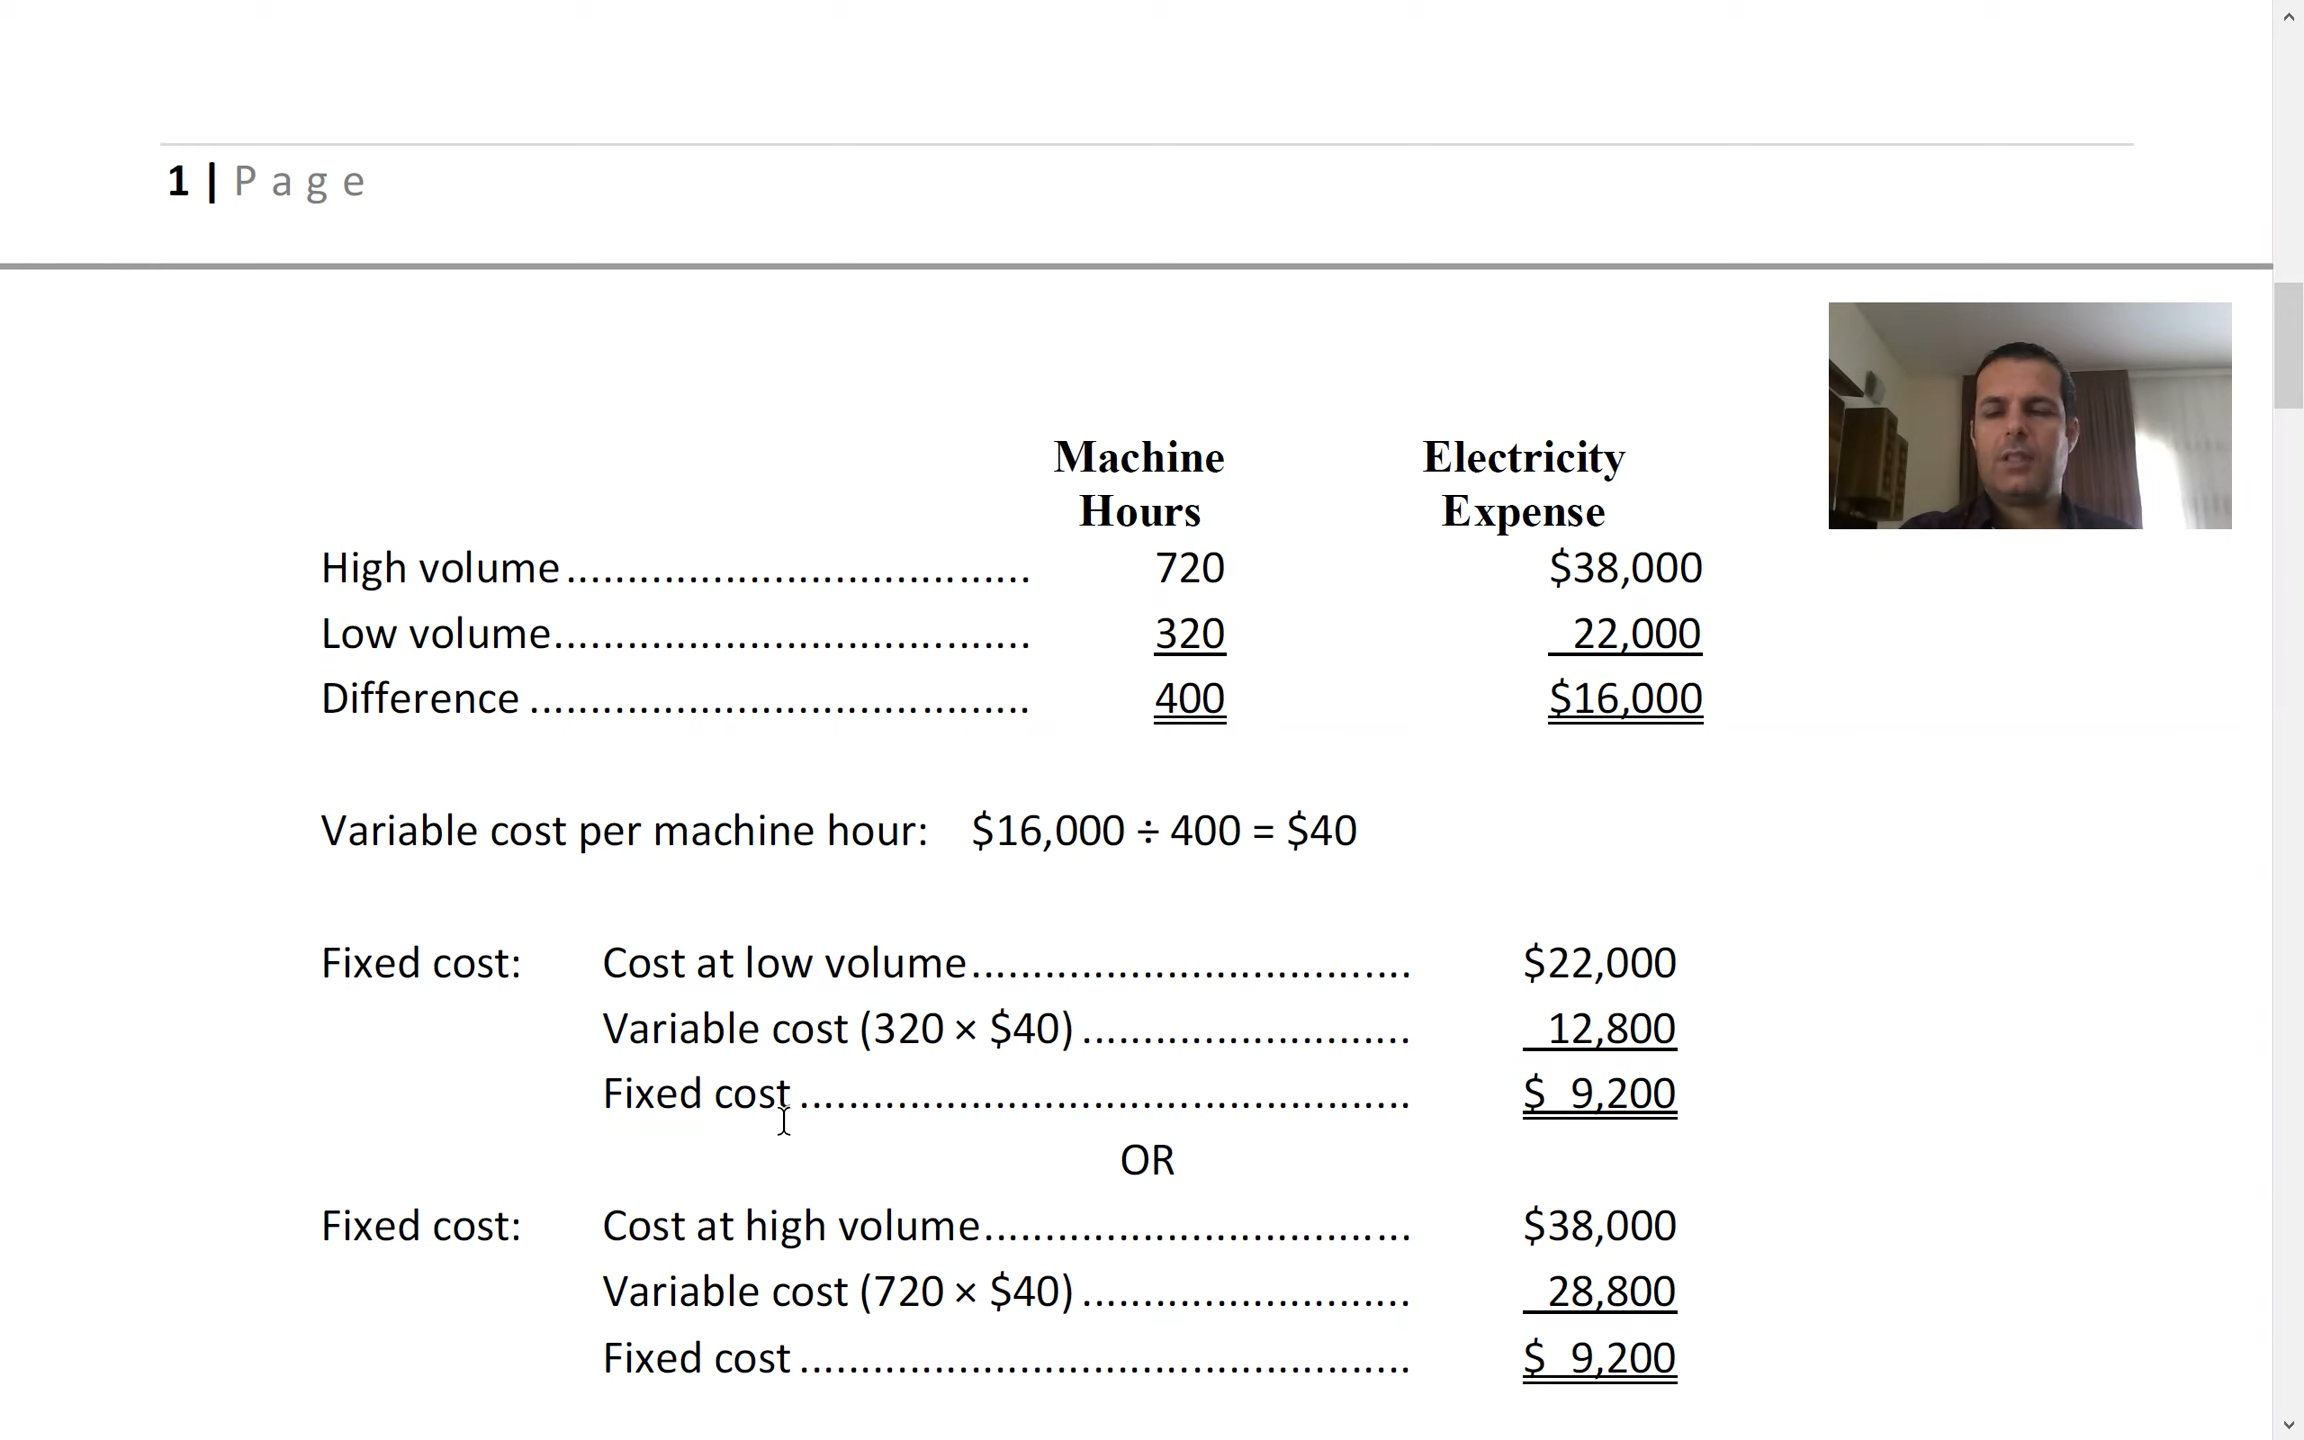 1 | Page
Machine Hours Electricity Expense
High volume...................................... 720 $38,000
Low volume....................................... 320 22,000
Difference ......................................... 400 $16,000
Variable cost per machine hour: $16,000 ÷ 400 = $40
Fixed cost: Cost at low volume.................................... $22,000
Variable cost (320 × $40) ........................... 12,800
Fixed cost .................................................. $ 9,200
OR
Fixed cost: Cost at high volume................................... $38,000
Variable cost (720 × $40) ........................... 28,800
Fixed cost .................................................. $ 9,200